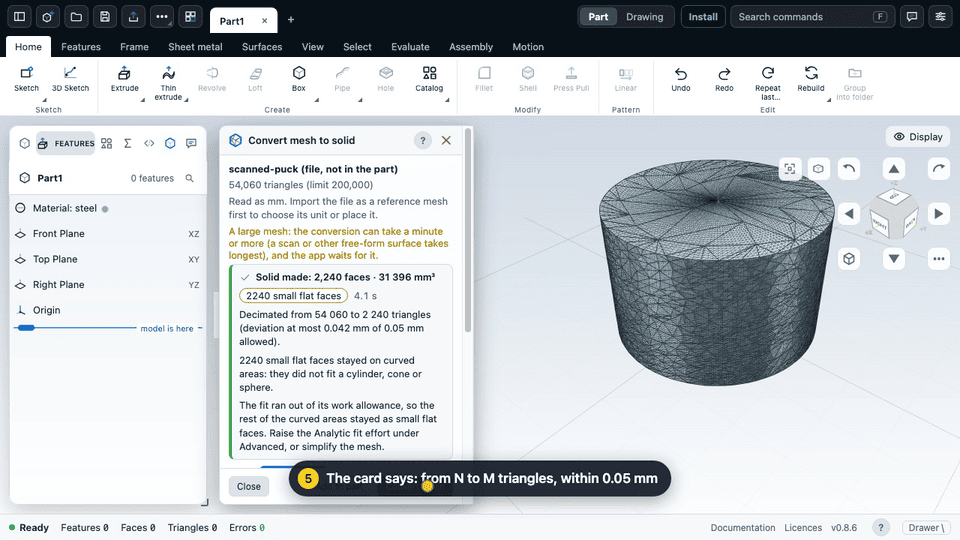 Part1
×
+
Part
Drawing
Install
Search commands
F
Home
Features
Frame
Sheet metal
Surfaces
View
Select
Evaluate
Assembly
Motion
Sketch
3D Sketch
Extrude
Thin
extrude
Revolve
Loft
Box
Pipe
Hole
Catalog
Fillet
Shell
Press Pull
Linear
Undo
Redo
Repeat
last...
Rebuild
Group
into folder
Sketch
Create
Modify
Pattern
Edit
FEATURES
Part1
0 features
Material: steel
Front Plane
XZ
Top Plane
XY
Right Plane
YZ
Origin
model is here
Convert mesh to solid
?
scanned-puck (file, not in the part)
54,060 triangles (limit 200,000)
Read as mm. Import the file as a reference mesh
first to choose its unit or place it.
A large mesh: the conversion can take a minute
or more (a scan or other free-form surface takes
longest), and the app waits for it.
Solid made: 2,240 faces · 31 396 mm³
2240 small flat faces
4.1 s
Decimated from 54 060 to 2 240 triangles
(deviation at most 0.042 mm of 0.05 mm
allowed).
2240 small flat faces stayed on curved
areas: they did not fit a cylinder, cone or
sphere.
The fit ran out of its work allowance, so the
rest of the curved areas stayed as small flat
faces. Raise the Analytic fit effort under
Advanced, or simplify the mesh.
Close
5
The card says: from N to M triangles, within 0.05 mm
Display
RIGHT
BACK
Ready
Features 0
Faces 0
Triangles 0
Errors 0
Documentation
Licences
v0.8.6
?
Drawer \